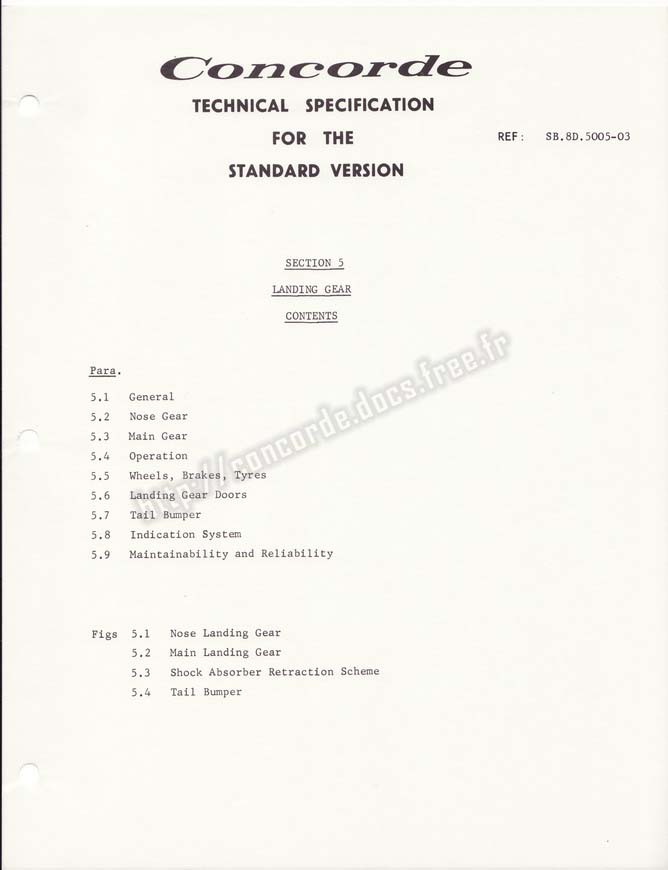 Concorde
TECHNICAL SPECIFICATION
FOR THE
REF: SB.8D.5005-03
STANDARD VERSION
SECTION 5
LANDING GEAR
CONTENTS
Para.
5.1 General
5.2 Nose Gear
5.3 Main Gear
5.4 Operation
5.5 Wheels, Brakes, Tyres
5.6 Landing Gear Doors
5.7 Tail Bumper
5.8 Indication System
5.9 Maintainability and Reliability
Figs 5.1 Nose Landing Gear
5.2 Main Landing Gear
5.3 Shock Absorber Retraction Scheme
5.4 Tail Bumper
http://concorde.docs.free.fr